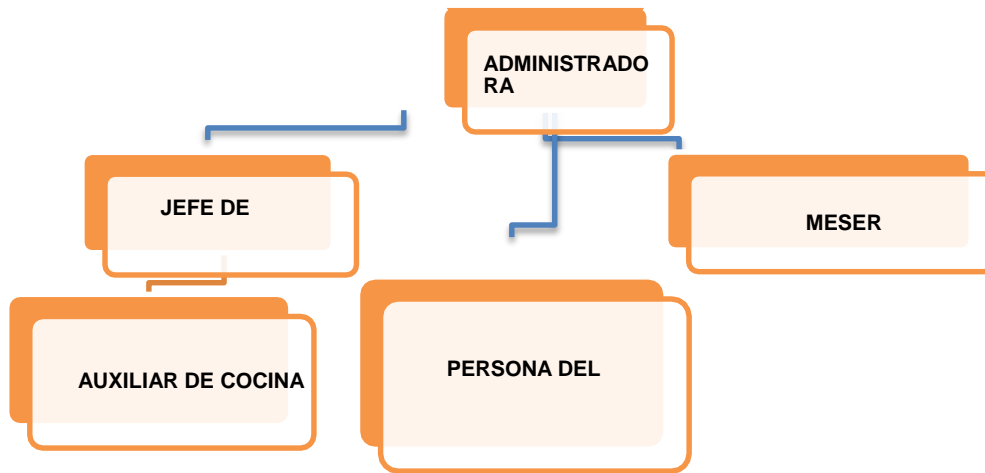 ADMINISTRADO
RA
JEFE DE
MESER
PERSONA DEL
AUXILIAR DE COCINA